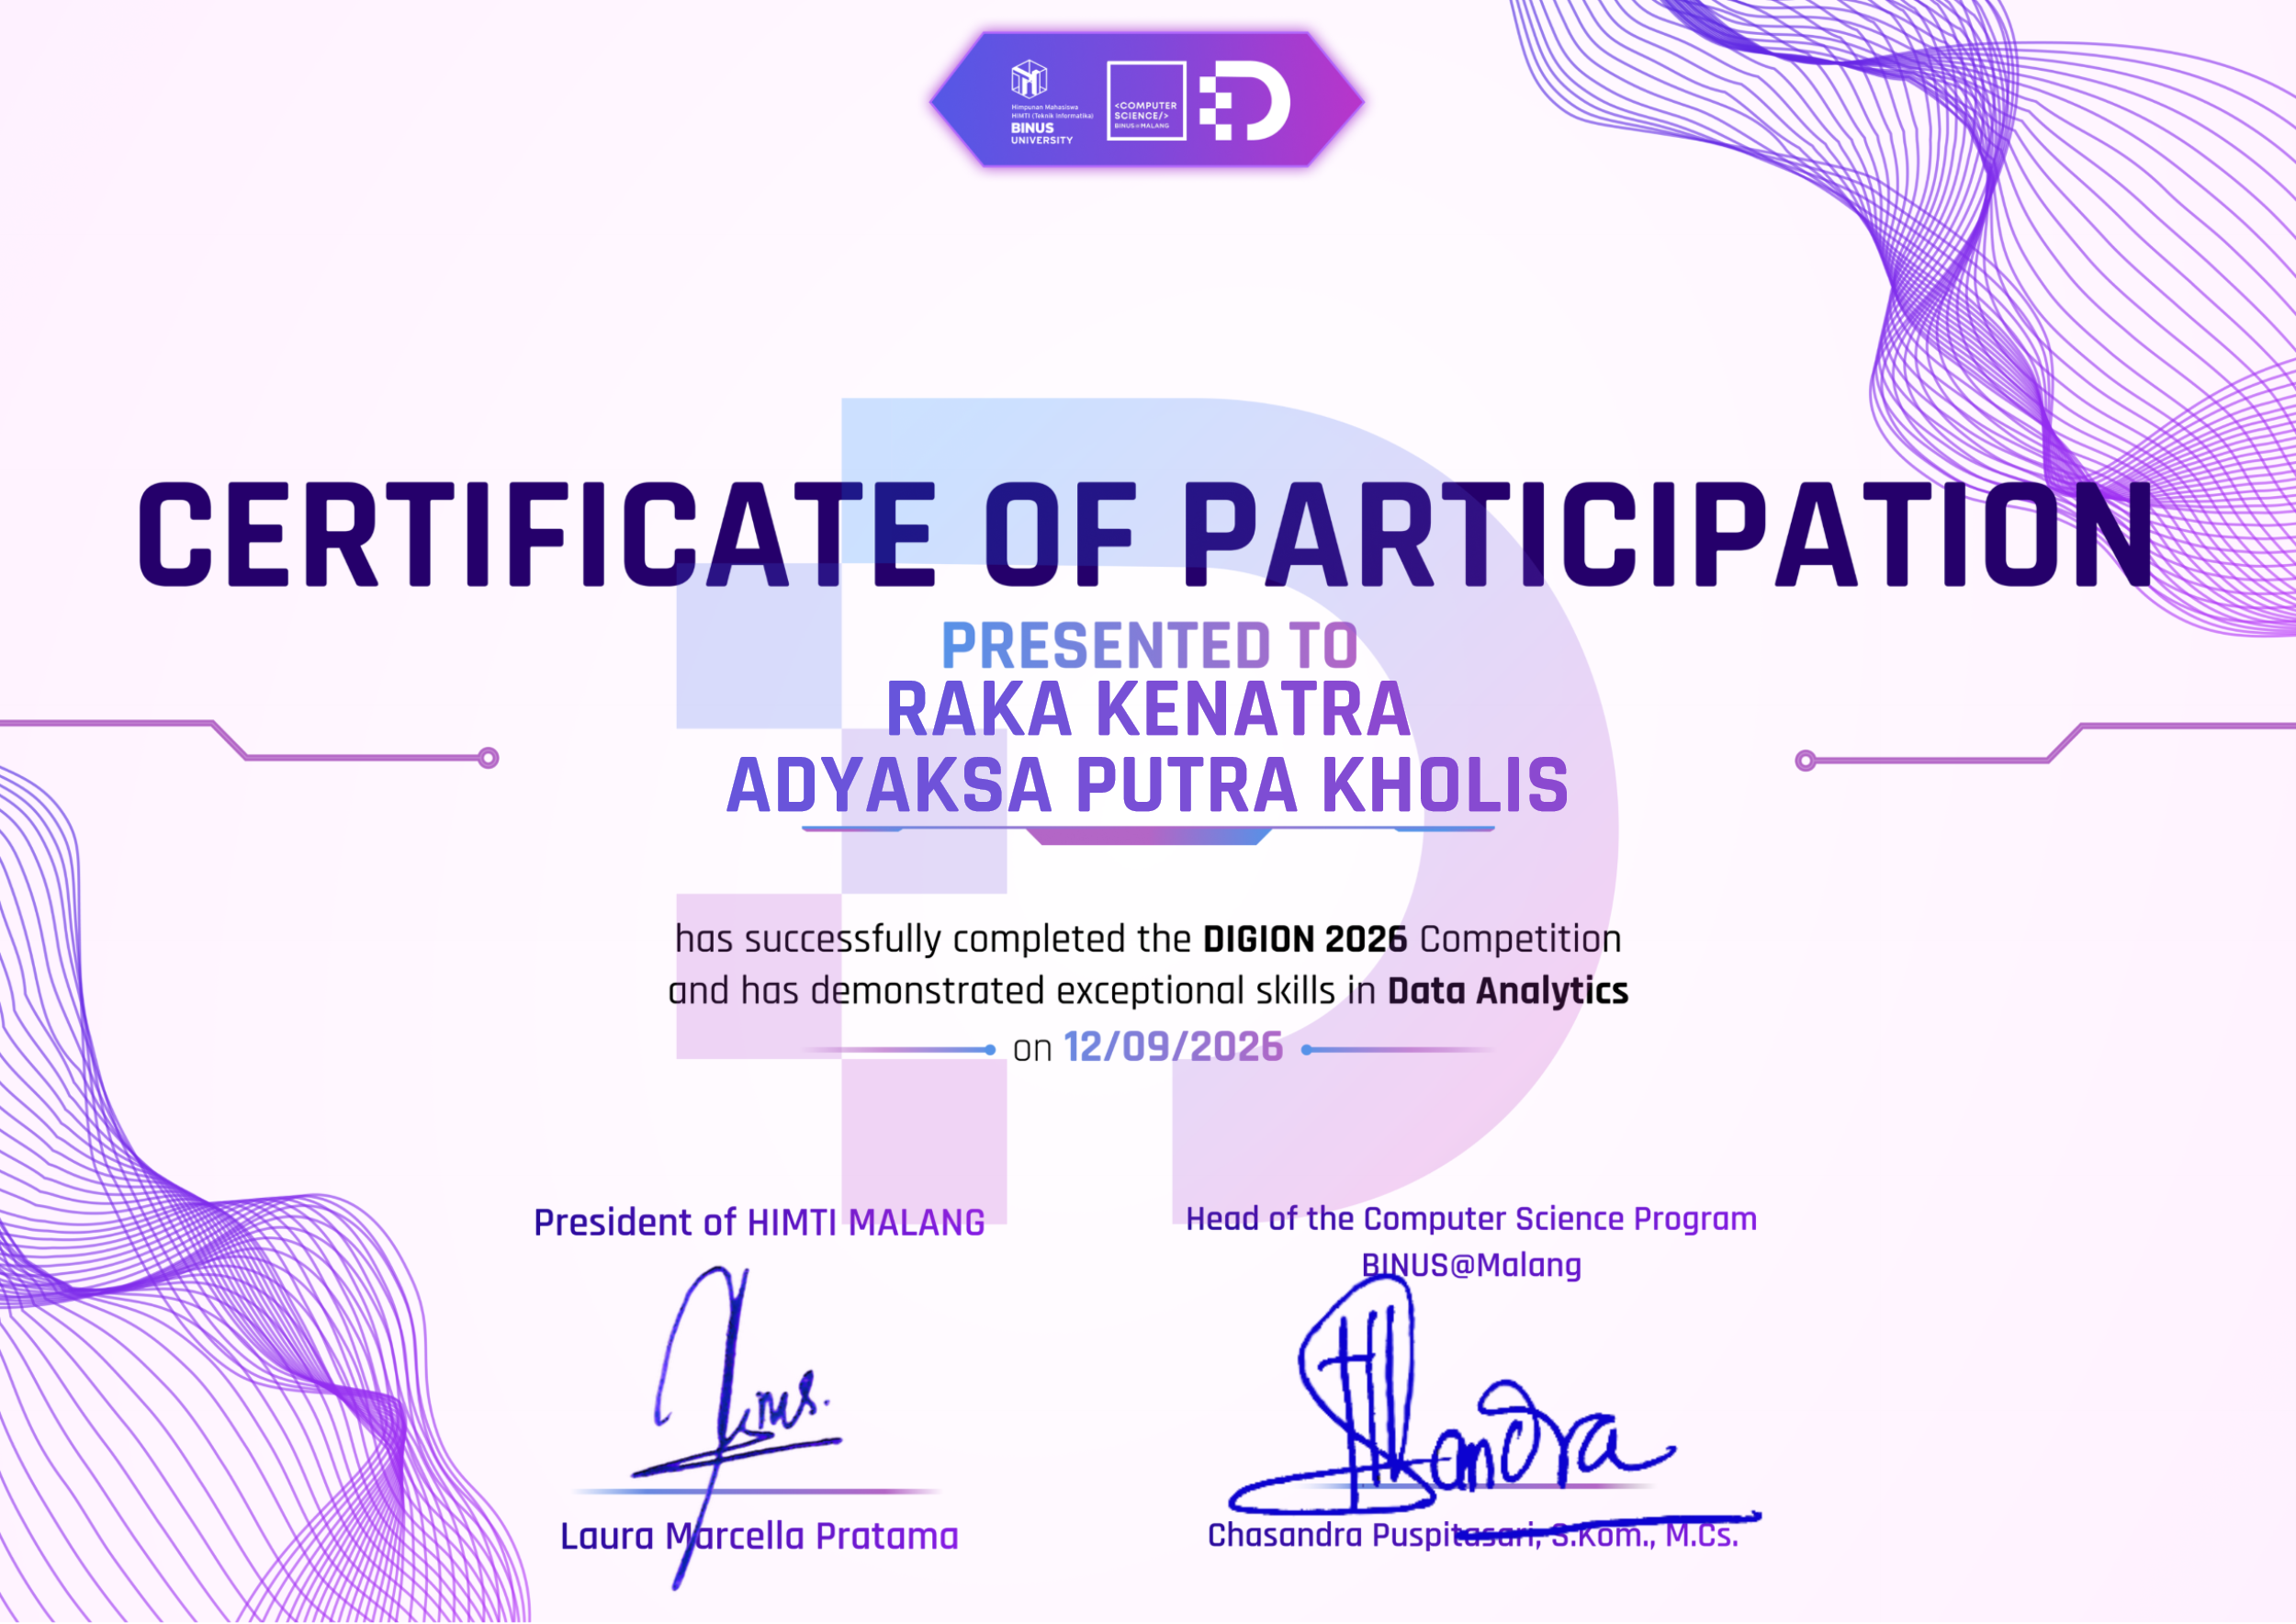 Himpunan Mahasiswa
HIMTI (Teknik Informatika)
BINUS
UNIVERSITY
<COMPUTER
SCIENCE/>
BINUS@MALANG
CERTIFICATE OF PARTICIPATION
PRESENTED TO
RAKA KENATRA
ADYAKSA PUTRA KHOLIS
has successfully completed the DIGION 2026 Competition
and has demonstrated exceptional skills in Data Analytics
on 12/09/2026
President of HIMTI MALANG
Laura Marcella Pratama
Head of the Computer Science Program
BINUS@Malang
Chasandra Puspitasari, S.Kom., M.Cs.